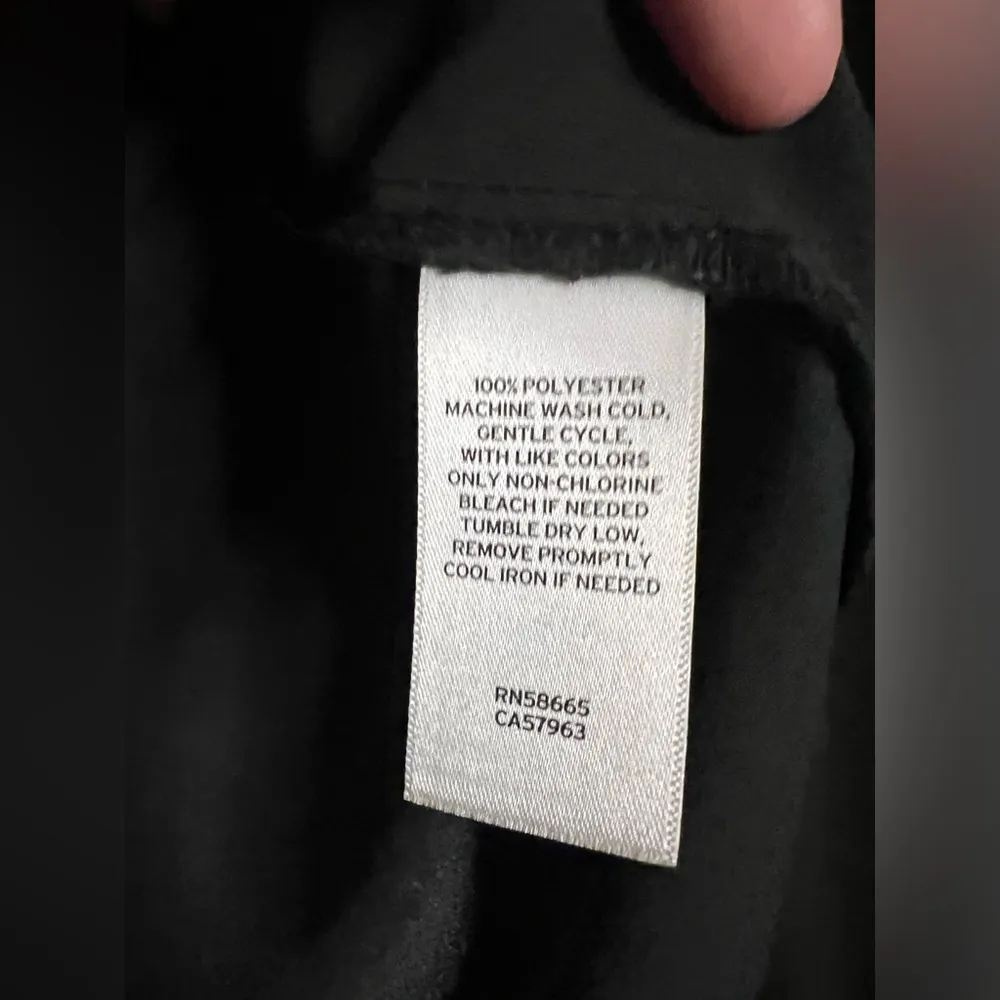 100% POLYESTER
MACHINE WASH COLD,
GENTLE CYCLE,
WITH LIKE COLORS
ONLY NON-CHLORINE
BLEACH IF NEEDED
TUMBLE DRY LOW,
REMOVE PROMPTLY
COOL IRON IF NEEDED
RN58665
CA57963